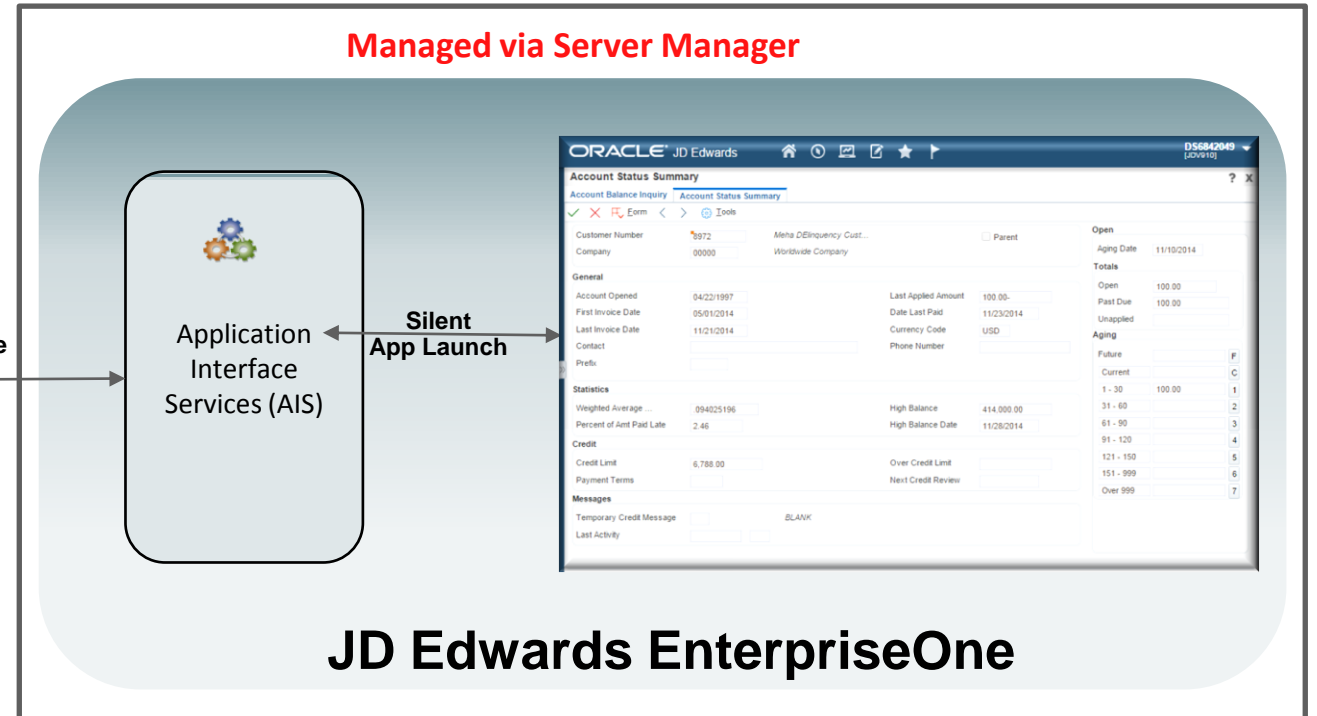 Managed via Server Manager
ORACLE JD Edwards
DS6842049
[JDV910]
Account Status Summary
? X
Account Balance Inquiry Account Status Summary
Form Tools
Customer Number 8972 Meha DElinquency Cust... Parent
Company 00000 Worldwide Company
General
Account Opened 04/22/1997 Last Applied Amount 100.00-
First Invoice Date 05/01/2014 Date Last Paid 11/23/2014
Last Invoice Date 11/21/2014 Currency Code USD
Contact Phone Number
Prefix
Statistics
Weighted Average ... .094025196 High Balance 414,000.00
Percent of Amt Paid Late 2.46 High Balance Date 11/28/2014
Credit
Credit Limit 6,788.00 Over Credit Limit
Payment Terms Next Credit Review
Messages
Temporary Credit Message BLANK
Last Activity
Open
Aging Date 11/10/2014
Totals
Open 100.00
Past Due 100.00
Unapplied
Aging
Future F
Current C
1 - 30 100.00 1
31 - 60 2
61 - 90 3
91 - 120 4
121 - 150 5
151 - 999 6
Over 999 7
Application
Interface
Services (AIS)
Silent
App Launch
e
JD Edwards EnterpriseOne